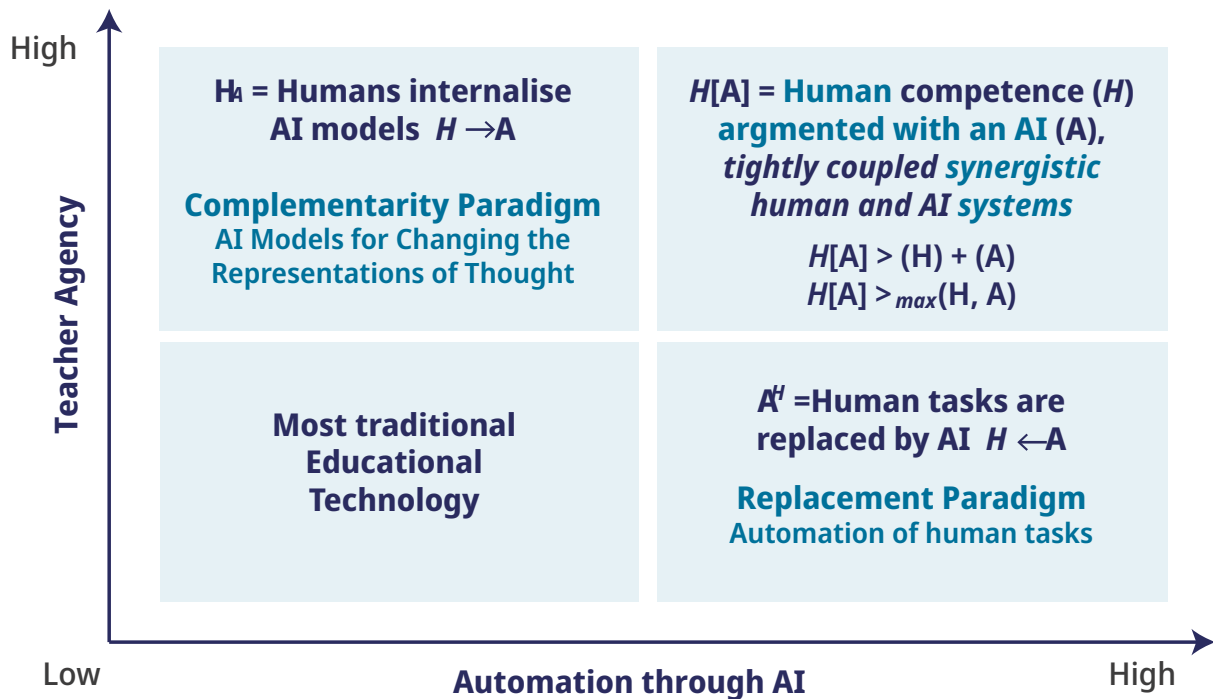 High
Teacher Agency
H_A = Humans internalise
AI models H → A
Complementarity Paradigm
AI Models for Changing the
Representations of Thought
H[A] = Human competence (H)
argmented with an AI (A),
tightly coupled synergistic
human and AI systems
H[A] > (H) + (A)
H[A] > max(H, A)
Most traditional
Educational
Technology
A^H =Human tasks are
replaced by AI H ← A
Replacement Paradigm
Automation of human tasks
Low
Automation through AI
High